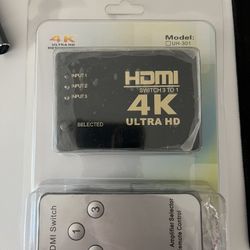 4K
ULTRA HD
Model:
UH-301
HDMI
SWITCH 3 TO 1
4K
ULTRA HD
INPUT 1
INPUT 2
INPUT 3
SELECTED
HDMI Switch
1
3
Amplifier Selector
Remote Control